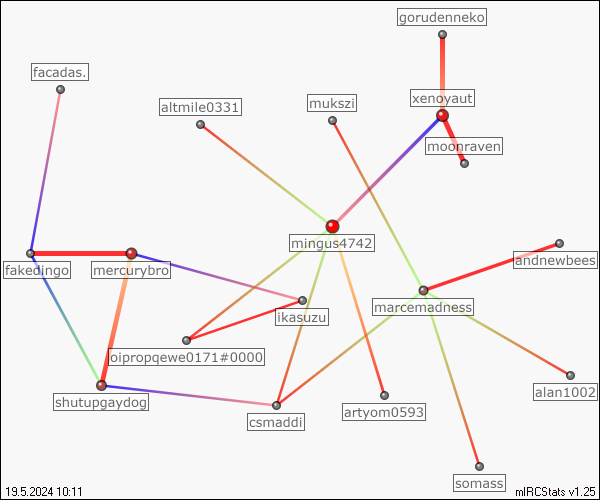 gorudenneko
facadas.
xenoyaut
altmile0331
mukszi
moonraven
mingus4742
andnewbees
fakedingo
mercurybro
marcemadness
ikasuzu
oipropqewe0171#0000
alan1002
shutupgaydog
artyom0593
csmaddi
somass
19.5.2024 10:11
mIRCStats v1.25